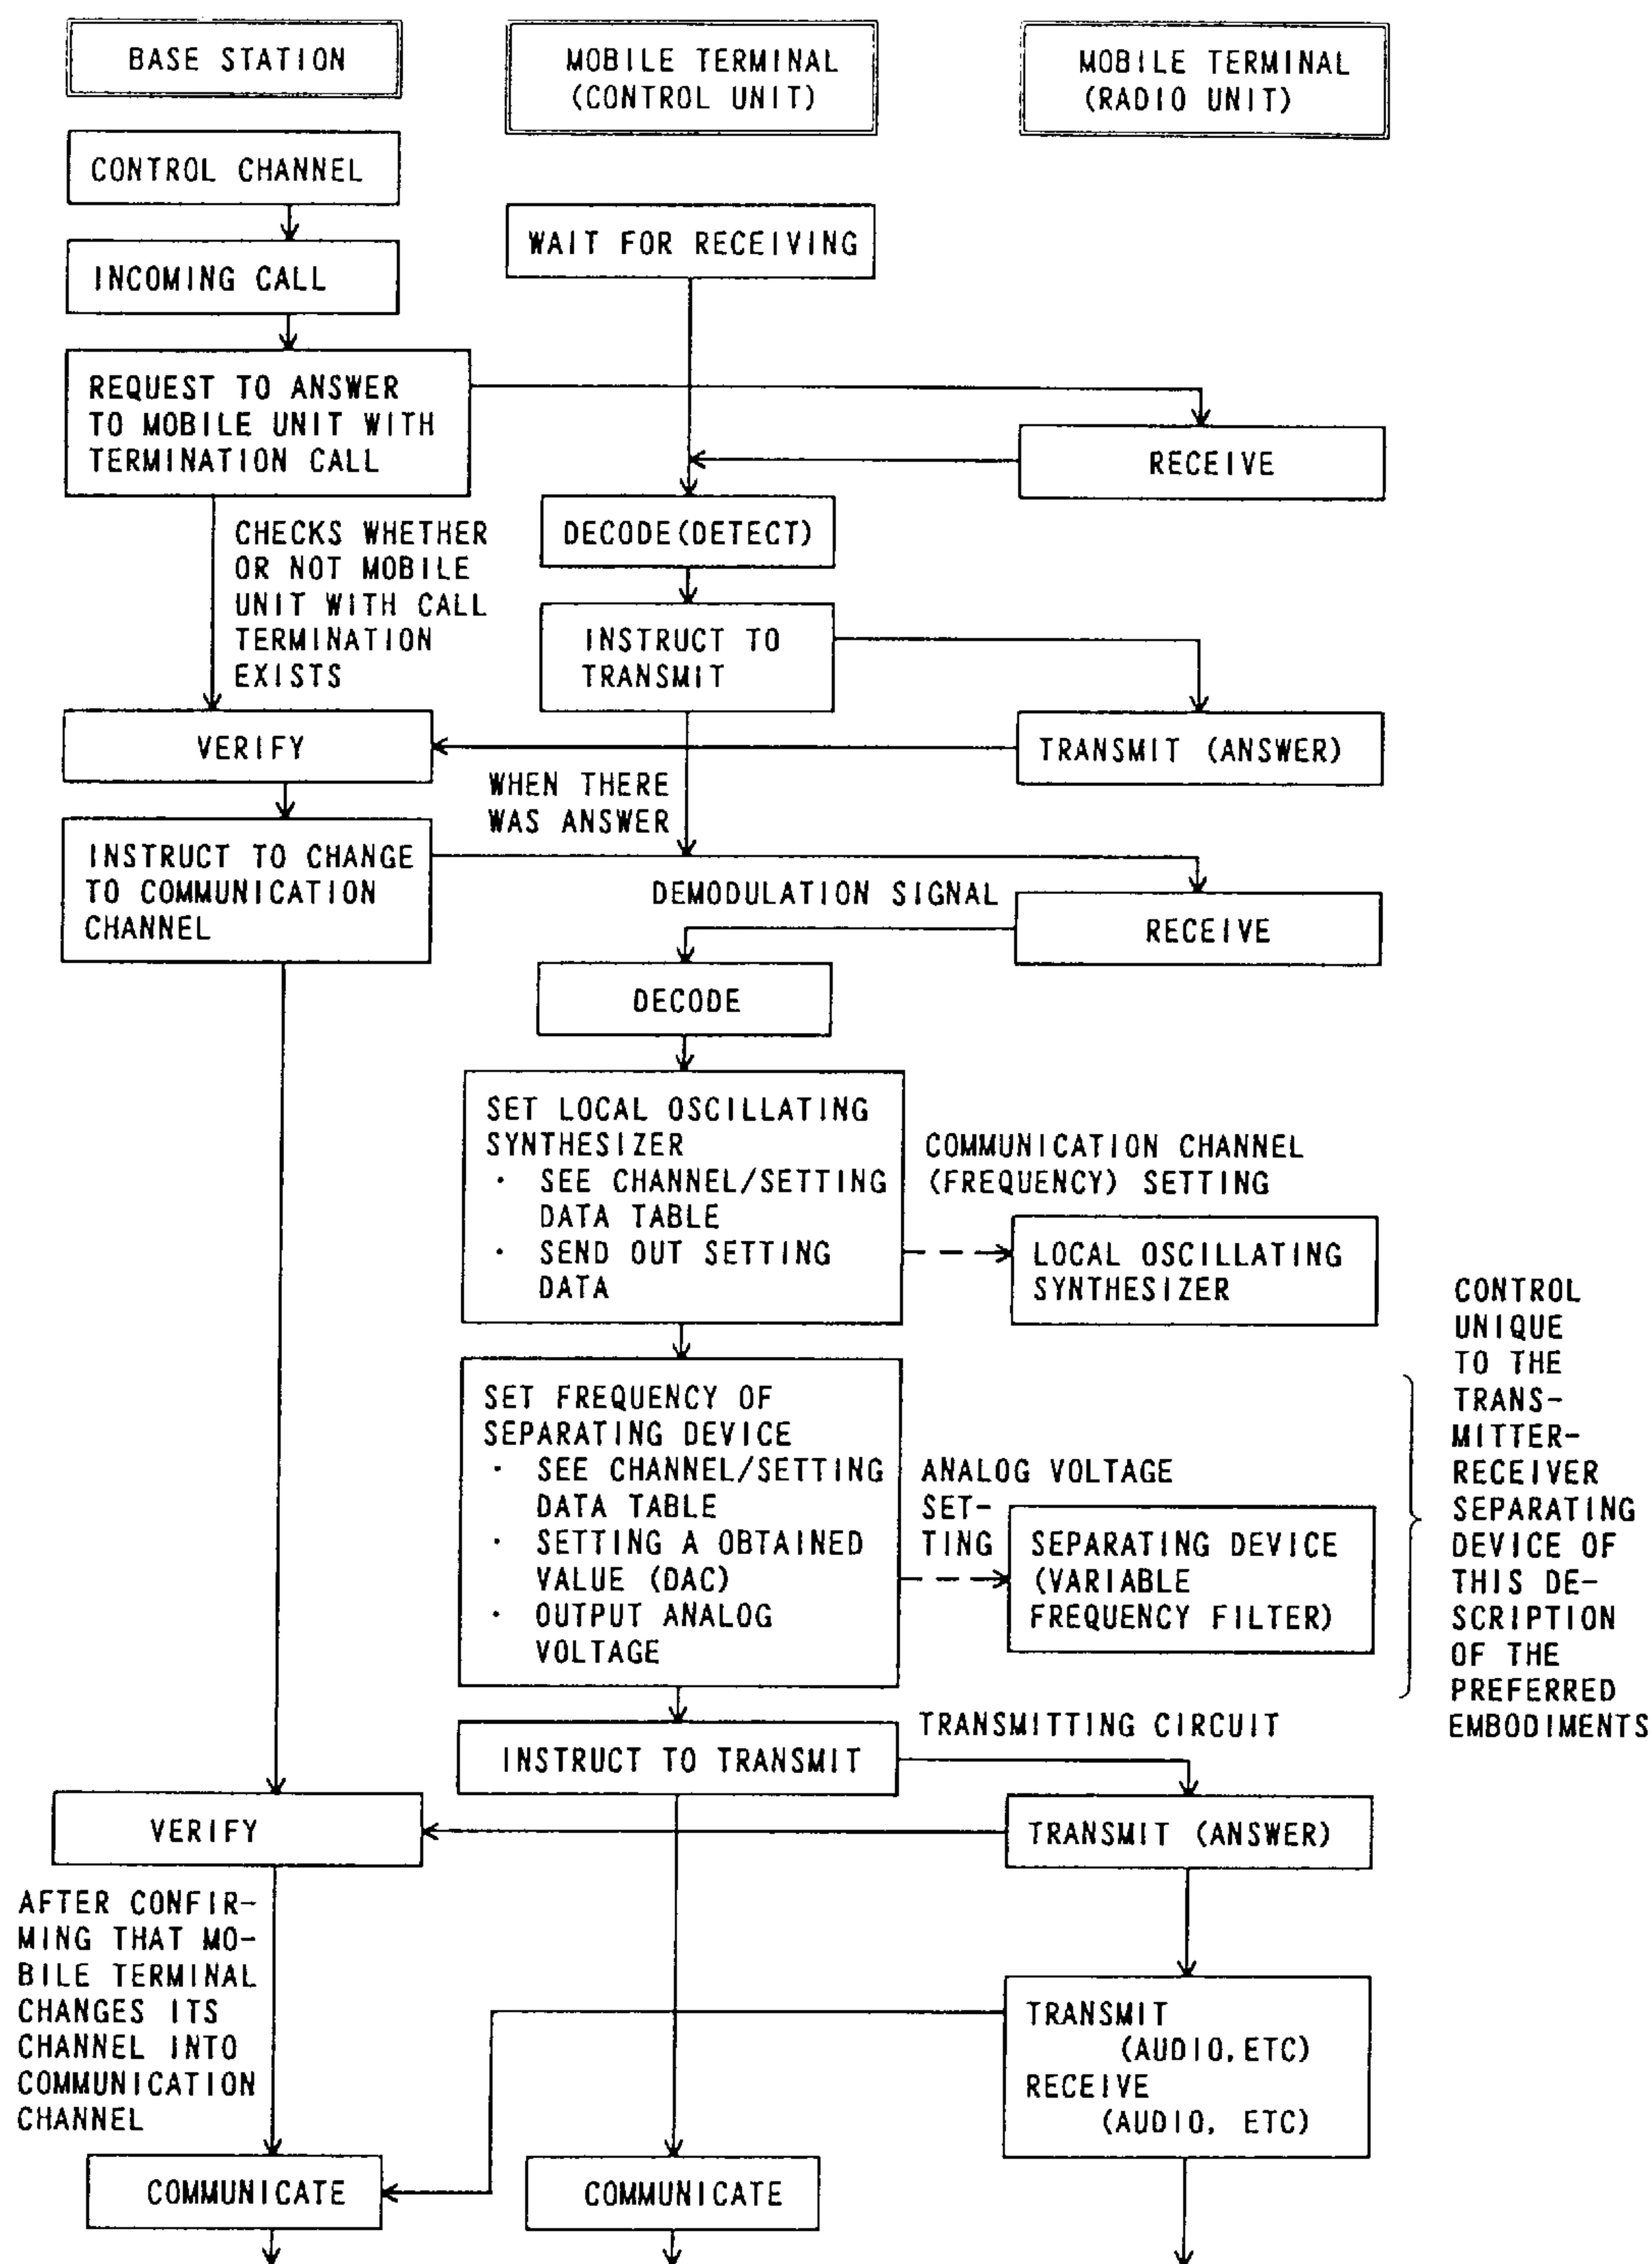 BASE STATION
MOBILE TERMINAL
(CONTROL UNIT)
MOBILE TERMINAL
(RADIO UNIT)
CONTROL CHANNEL
WAIT FOR RECEIVING
INCOMING CALL
REQUEST TO ANSWER
TO MOBILE UNIT WITH
TERMINATION CALL
RECEIVE
CHECKS WHETHER
OR NOT MOBILE
UNIT WITH CALL
TERMINATION
EXISTS
DECODE(DETECT)
INSTRUCT TO
TRANSMIT
VERIFY
TRANSMIT (ANSWER)
WHEN THERE
WAS ANSWER
INSTRUCT TO CHANGE
TO COMMUNICATION
CHANNEL
DEMODULATION SIGNAL
RECEIVE
DECODE
SET LOCAL OSCILLATING
SYNTHESIZER
· SEE CHANNEL/SETTING
DATA TABLE
· SEND OUT SETTING
DATA
COMMUNICATION CHANNEL
(FREQUENCY) SETTING
LOCAL OSCILLATING
SYNTHESIZER
SET FREQUENCY OF
SEPARATING DEVICE
· SEE CHANNEL/SETTING
DATA TABLE
· SETTING A OBTAINED
VALUE (DAC)
· OUTPUT ANALOG
VOLTAGE
ANALOG VOLTAGE
SET-
TING
SEPARATING DEVICE
(VARIABLE
FREQUENCY FILTER)
CONTROL
UNIQUE
TO THE
TRANS-
MITTER-
RECEIVER
SEPARATING
DEVICE OF
THIS DE-
SCRIPTION
OF THE
PREFERRED
EMBODIMENTS
INSTRUCT TO TRANSMIT
TRANSMITTING CIRCUIT
VERIFY
TRANSMIT (ANSWER)
AFTER CONFIR-
MING THAT MO-
BILE TERMINAL
CHANGES ITS
CHANNEL INTO
COMMUNICATION
CHANNEL
TRANSMIT
(AUDIO,ETC)
RECEIVE
(AUDIO, ETC)
COMMUNICATE
COMMUNICATE